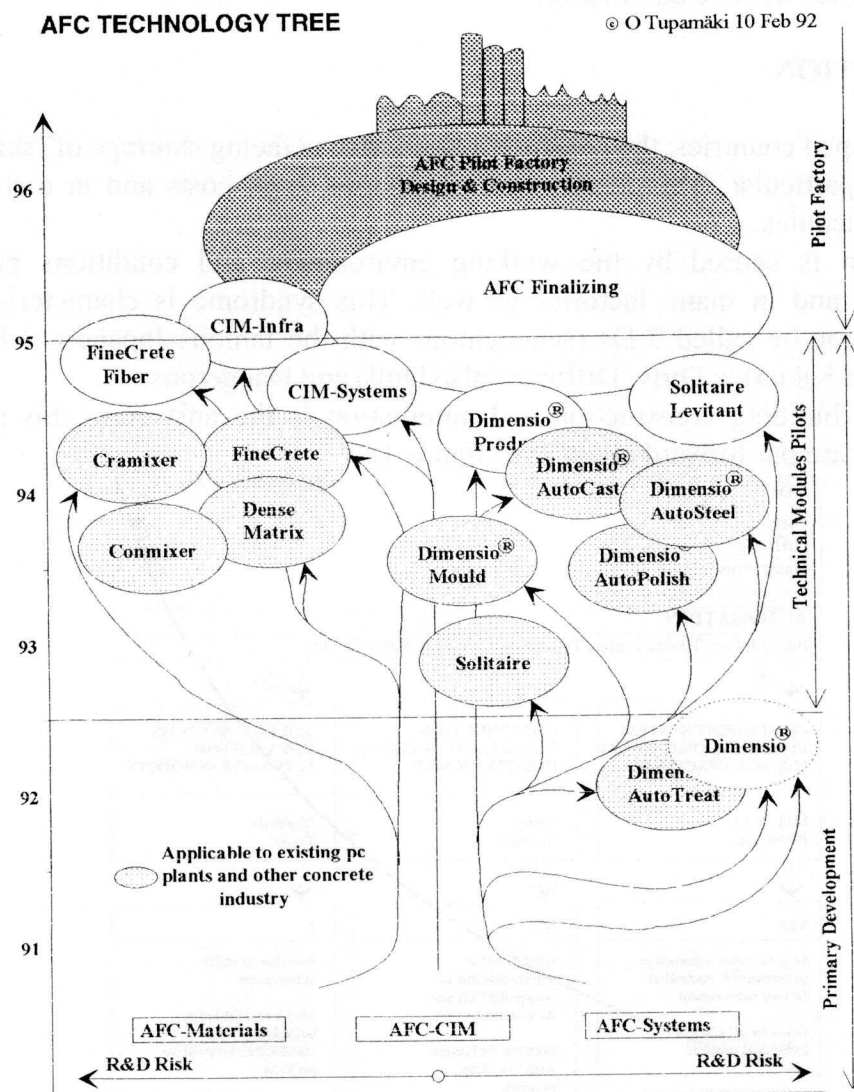 AFC TECHNOLOGY TREE
© O Tupamäki 10 Feb 92
AFC Pilot Factory
Design & Construction
Pilot Factory
96
AFC Finalizing
CIM-Infra
95
FineCrete
Fiber
CIM-Systems
Solitaire
Levitant
Dimensio®
Produ
Cramixer
FineCrete
Dimensio®
AutoCast
Dimensio®
AutoSteel
94
Dense
Matrix
Conmixer
Dimensio®
Mould
Dimensio
AutoPolish
Technical Modules Pilots
93
Solitaire
Dimensio®
Dimen
AutoTreat
92
Applicable to existing pc
plants and other concrete
industry
91
Primary Development
AFC-Materials
AFC-CIM
AFC-Systems
R&D Risk
R&D Risk